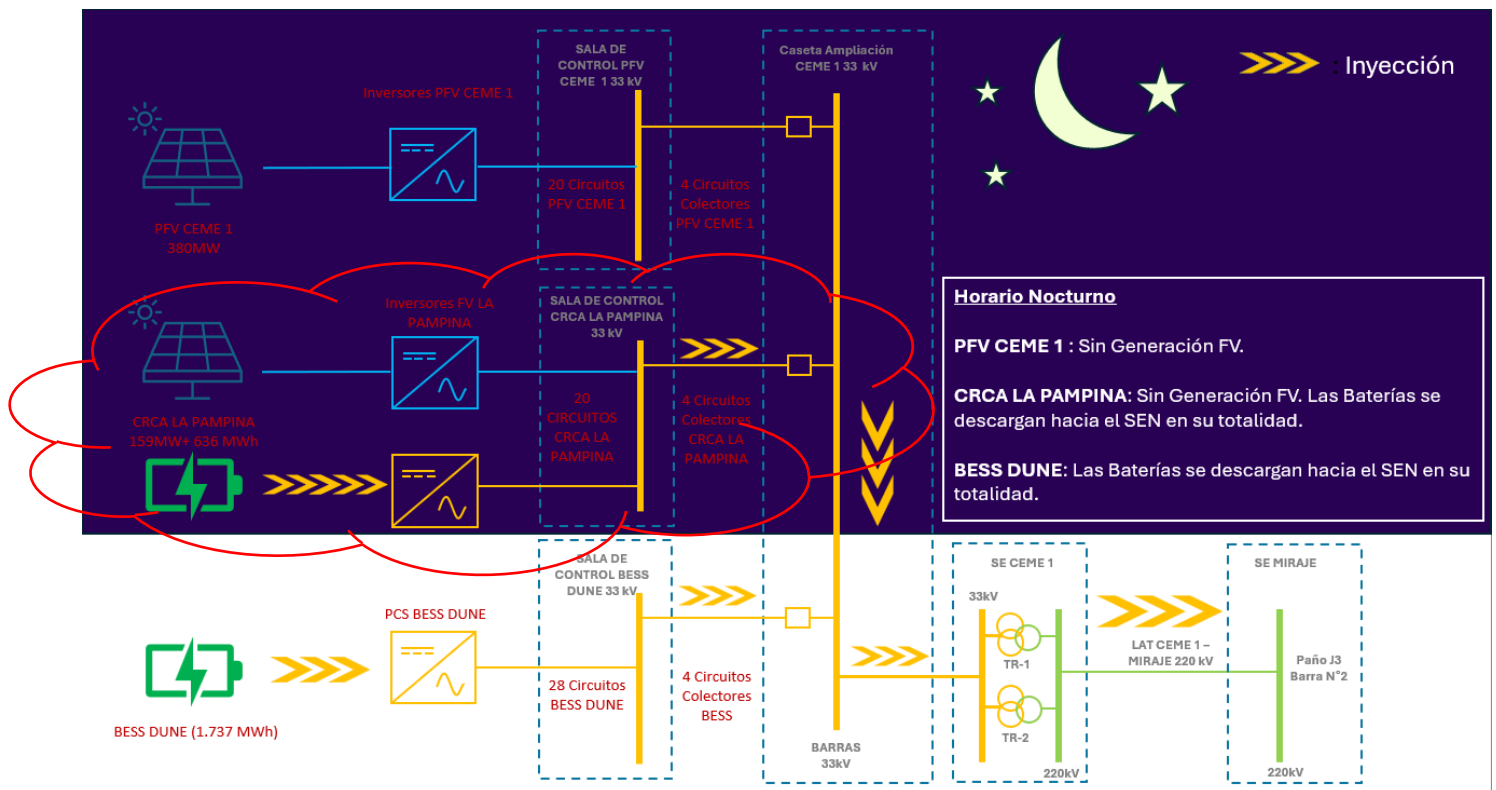 SALA DE
CONTROL PFV
CEME 1 33 kV
Caseta Ampliación
CEME 1 33 kV
: Inyección
Inversores PFV CEME 1
20 Circuitos
PFV CEME 1
4 Circuitos
Colectores
PFV CEME 1
PFV CEME 1
380MW
Inversores FV LA
PAMPINA
SALA DE CONTROL
CRCA LA PAMPINA
33 kV
Horario Nocturno
PFV CEME 1 : Sin Generación FV.
CRCA LA PAMPINA: Sin Generación FV. Las Baterías se
descargan hacia el SEN en su totalidad.
BESS DUNE: Las Baterías se descargan hacia el SEN en su
totalidad.
CRCA LA PAMPINA
159MW+ 636 MWh
20
CIRCUITOS
CRCA LA
PAMPINA
4 Circuitos
Colectores
CRCA LA
PAMPINA
SALA DE
CONTROL BESS
DUNE 33 kV
SE CEME 1
SE MIRAJE
PCS BESS DUNE
33kV
TR-1
LAT CEME 1 –
MIRAJE 220 kV
Paño J3
Barra N°2
28 Circuitos
BESS DUNE
4 Circuitos
Colectores
BESS
BESS DUNE (1.737 MWh)
TR-2
BARRAS
33kV
220kV
220kV